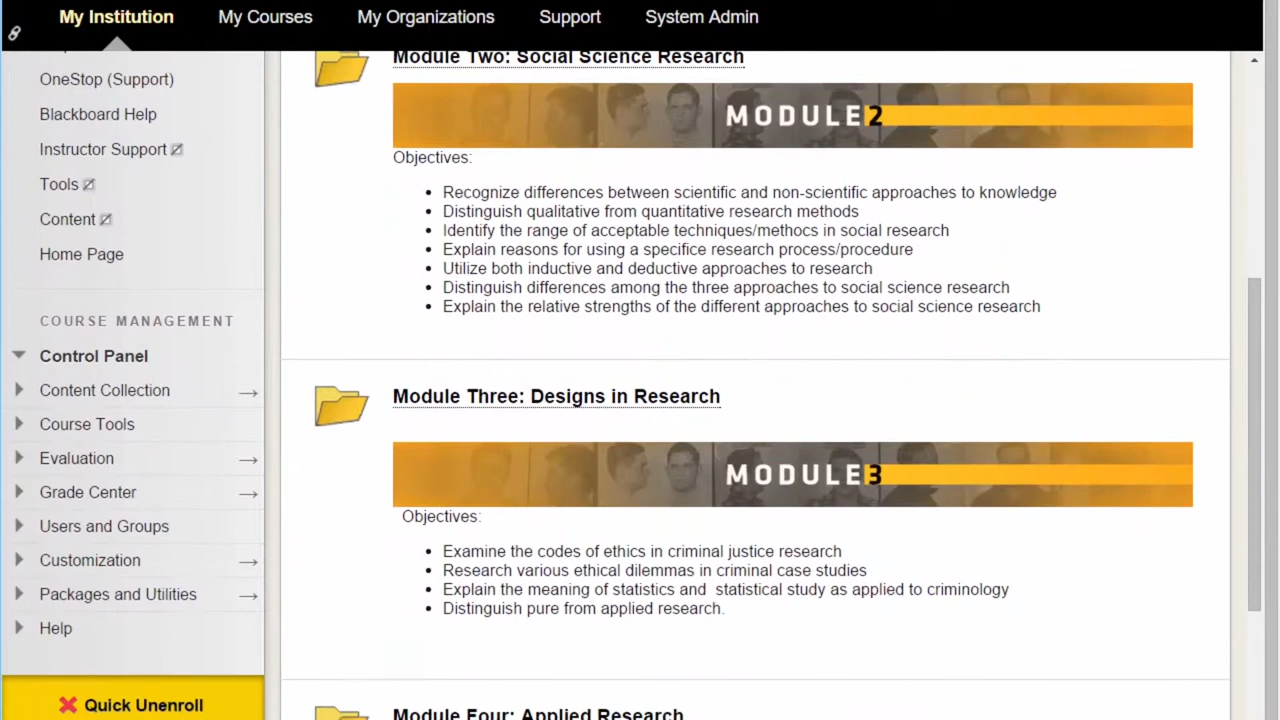 My Institution My Courses My Organizations Support System Admin
OneStop (Support)
Blackboard Help
Instructor Support
Tools
Content
Home Page
COURSE MANAGEMENT
Control Panel
Content Collection
Course Tools
Evaluation
Grade Center
Users and Groups
Customization
Packages and Utilities
Help
Quick Unenroll
Module Two: Social Science Research
MODULE2
Objectives:
Recognize differences between scientific and non-scientific approaches to knowledge
Distinguish qualitative from quantitative research methods
Identify the range of acceptable techniques/methocs in social research
Explain reasons for using a specifice research process/procedure
Utilize both inductive and deductive approaches to research
Distinguish differences among the three approaches to social science research
Explain the relative strengths of the different approaches to social science research
Module Three: Designs in Research
MODULE3
Objectives:
Examine the codes of ethics in criminal justice research
Research various ethical dilemmas in criminal case studies
Explain the meaning of statistics and statistical study as applied to criminology
Distinguish pure from applied research.
Module Four: Applied Research